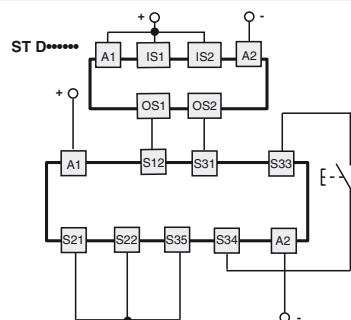 + -
ST D••••••
A1 IS1 IS2 A2
OS1 OS2
+
A1 S12 S31 S33
S21 S22 S35 S34 A2
-